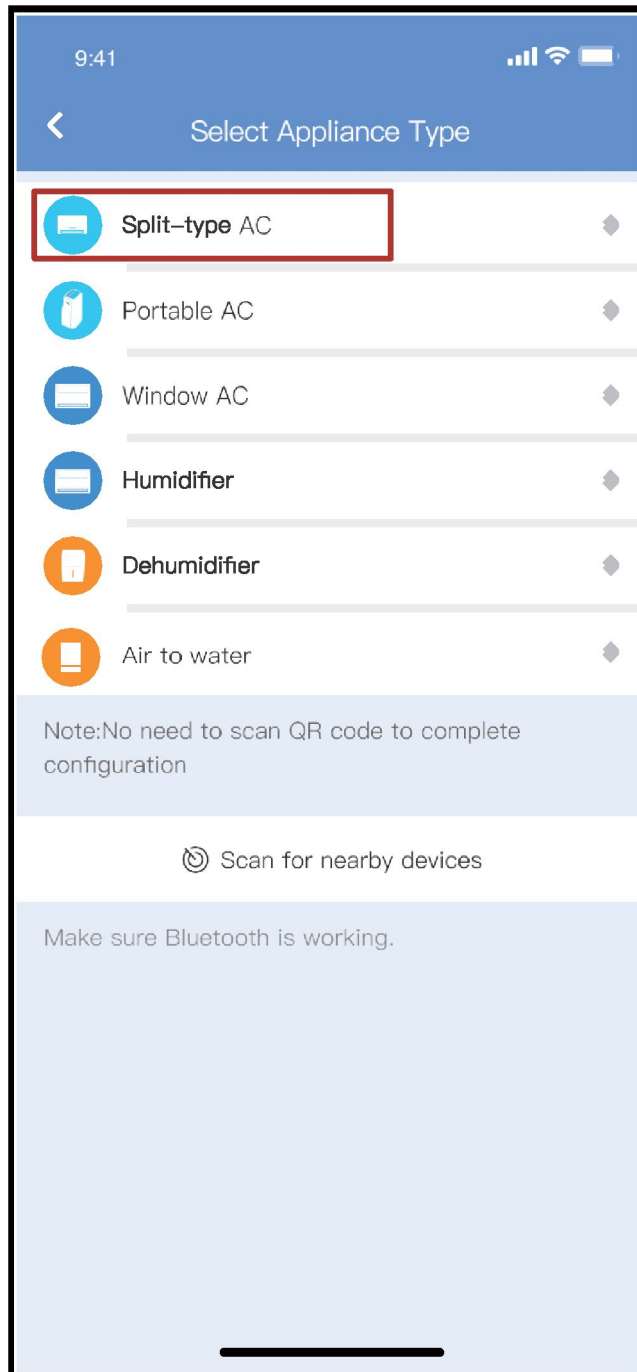 9:41
Select Appliance Type
Split-type AC
Portable AC
Window AC
Humidifier
Dehumidifier
Air to water
Note:No need to scan QR code to complete
configuration
Scan for nearby devices
Make sure Bluetooth is working.